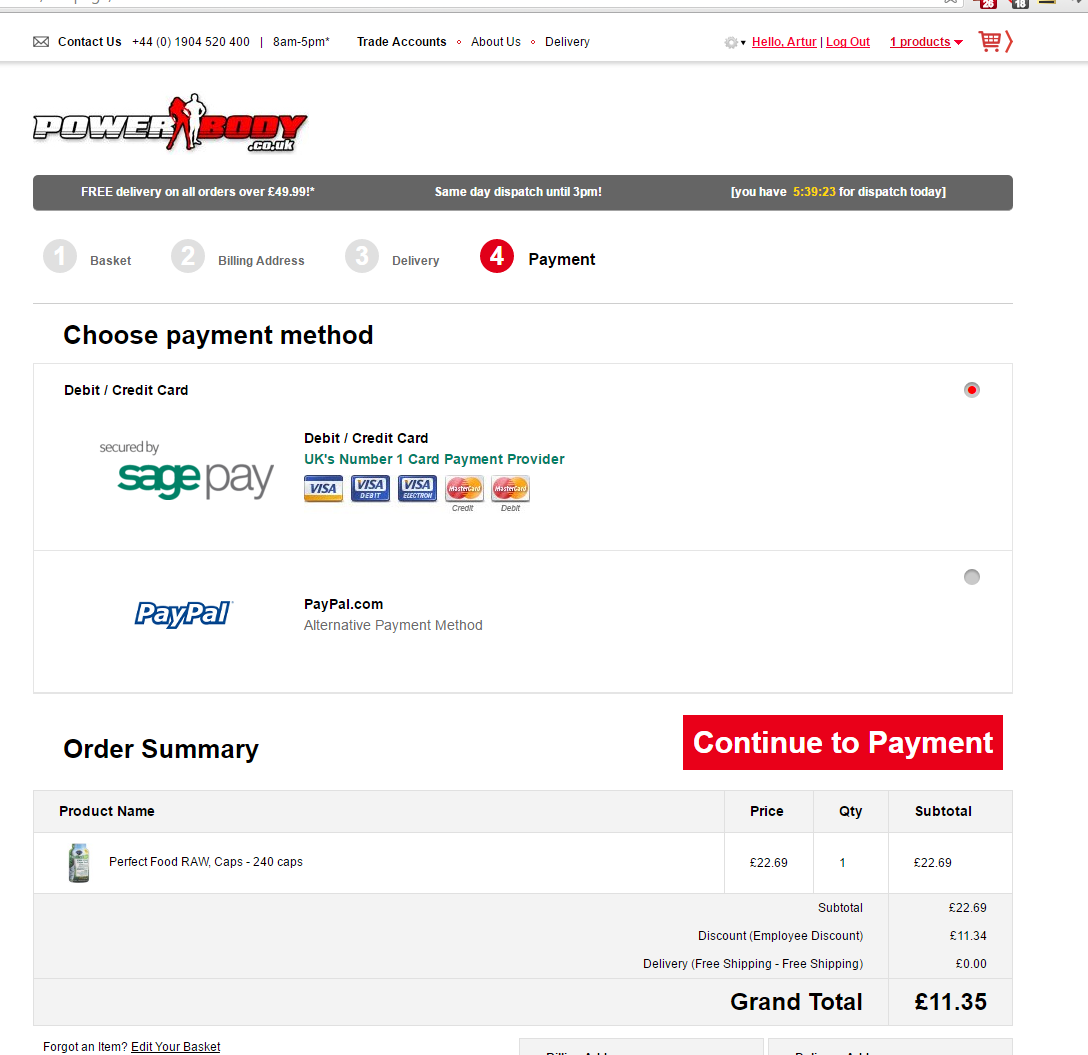 26 18
Contact Us +44 (0) 1904 520 400 | 8am-5pm* Trade Accounts About Us Delivery Hello, Artur | Log Out 1 products
POWERBODY
.co.uk
FREE delivery on all orders over £49.99!* Same day dispatch until 3pm! [you have 5:39:23 for dispatch today]
1 Basket 2 Billing Address 3 Delivery 4 Payment
Choose payment method
Debit / Credit Card
secured by
sage pay
Debit / Credit Card
UK's Number 1 Card Payment Provider
VISA VISA DEBIT VISA ELECTRON MasterCard MasterCard
Credit Debit
PayPal
PayPal.com
Alternative Payment Method
Order Summary
Continue to Payment
Product Name Price Qty Subtotal
Perfect Food RAW, Caps - 240 caps £22.69 1 £22.69
Subtotal £22.69
Discount (Employee Discount) £11.34
Delivery (Free Shipping - Free Shipping) £0.00
Grand Total £11.35
Forgot an Item? Edit Your Basket